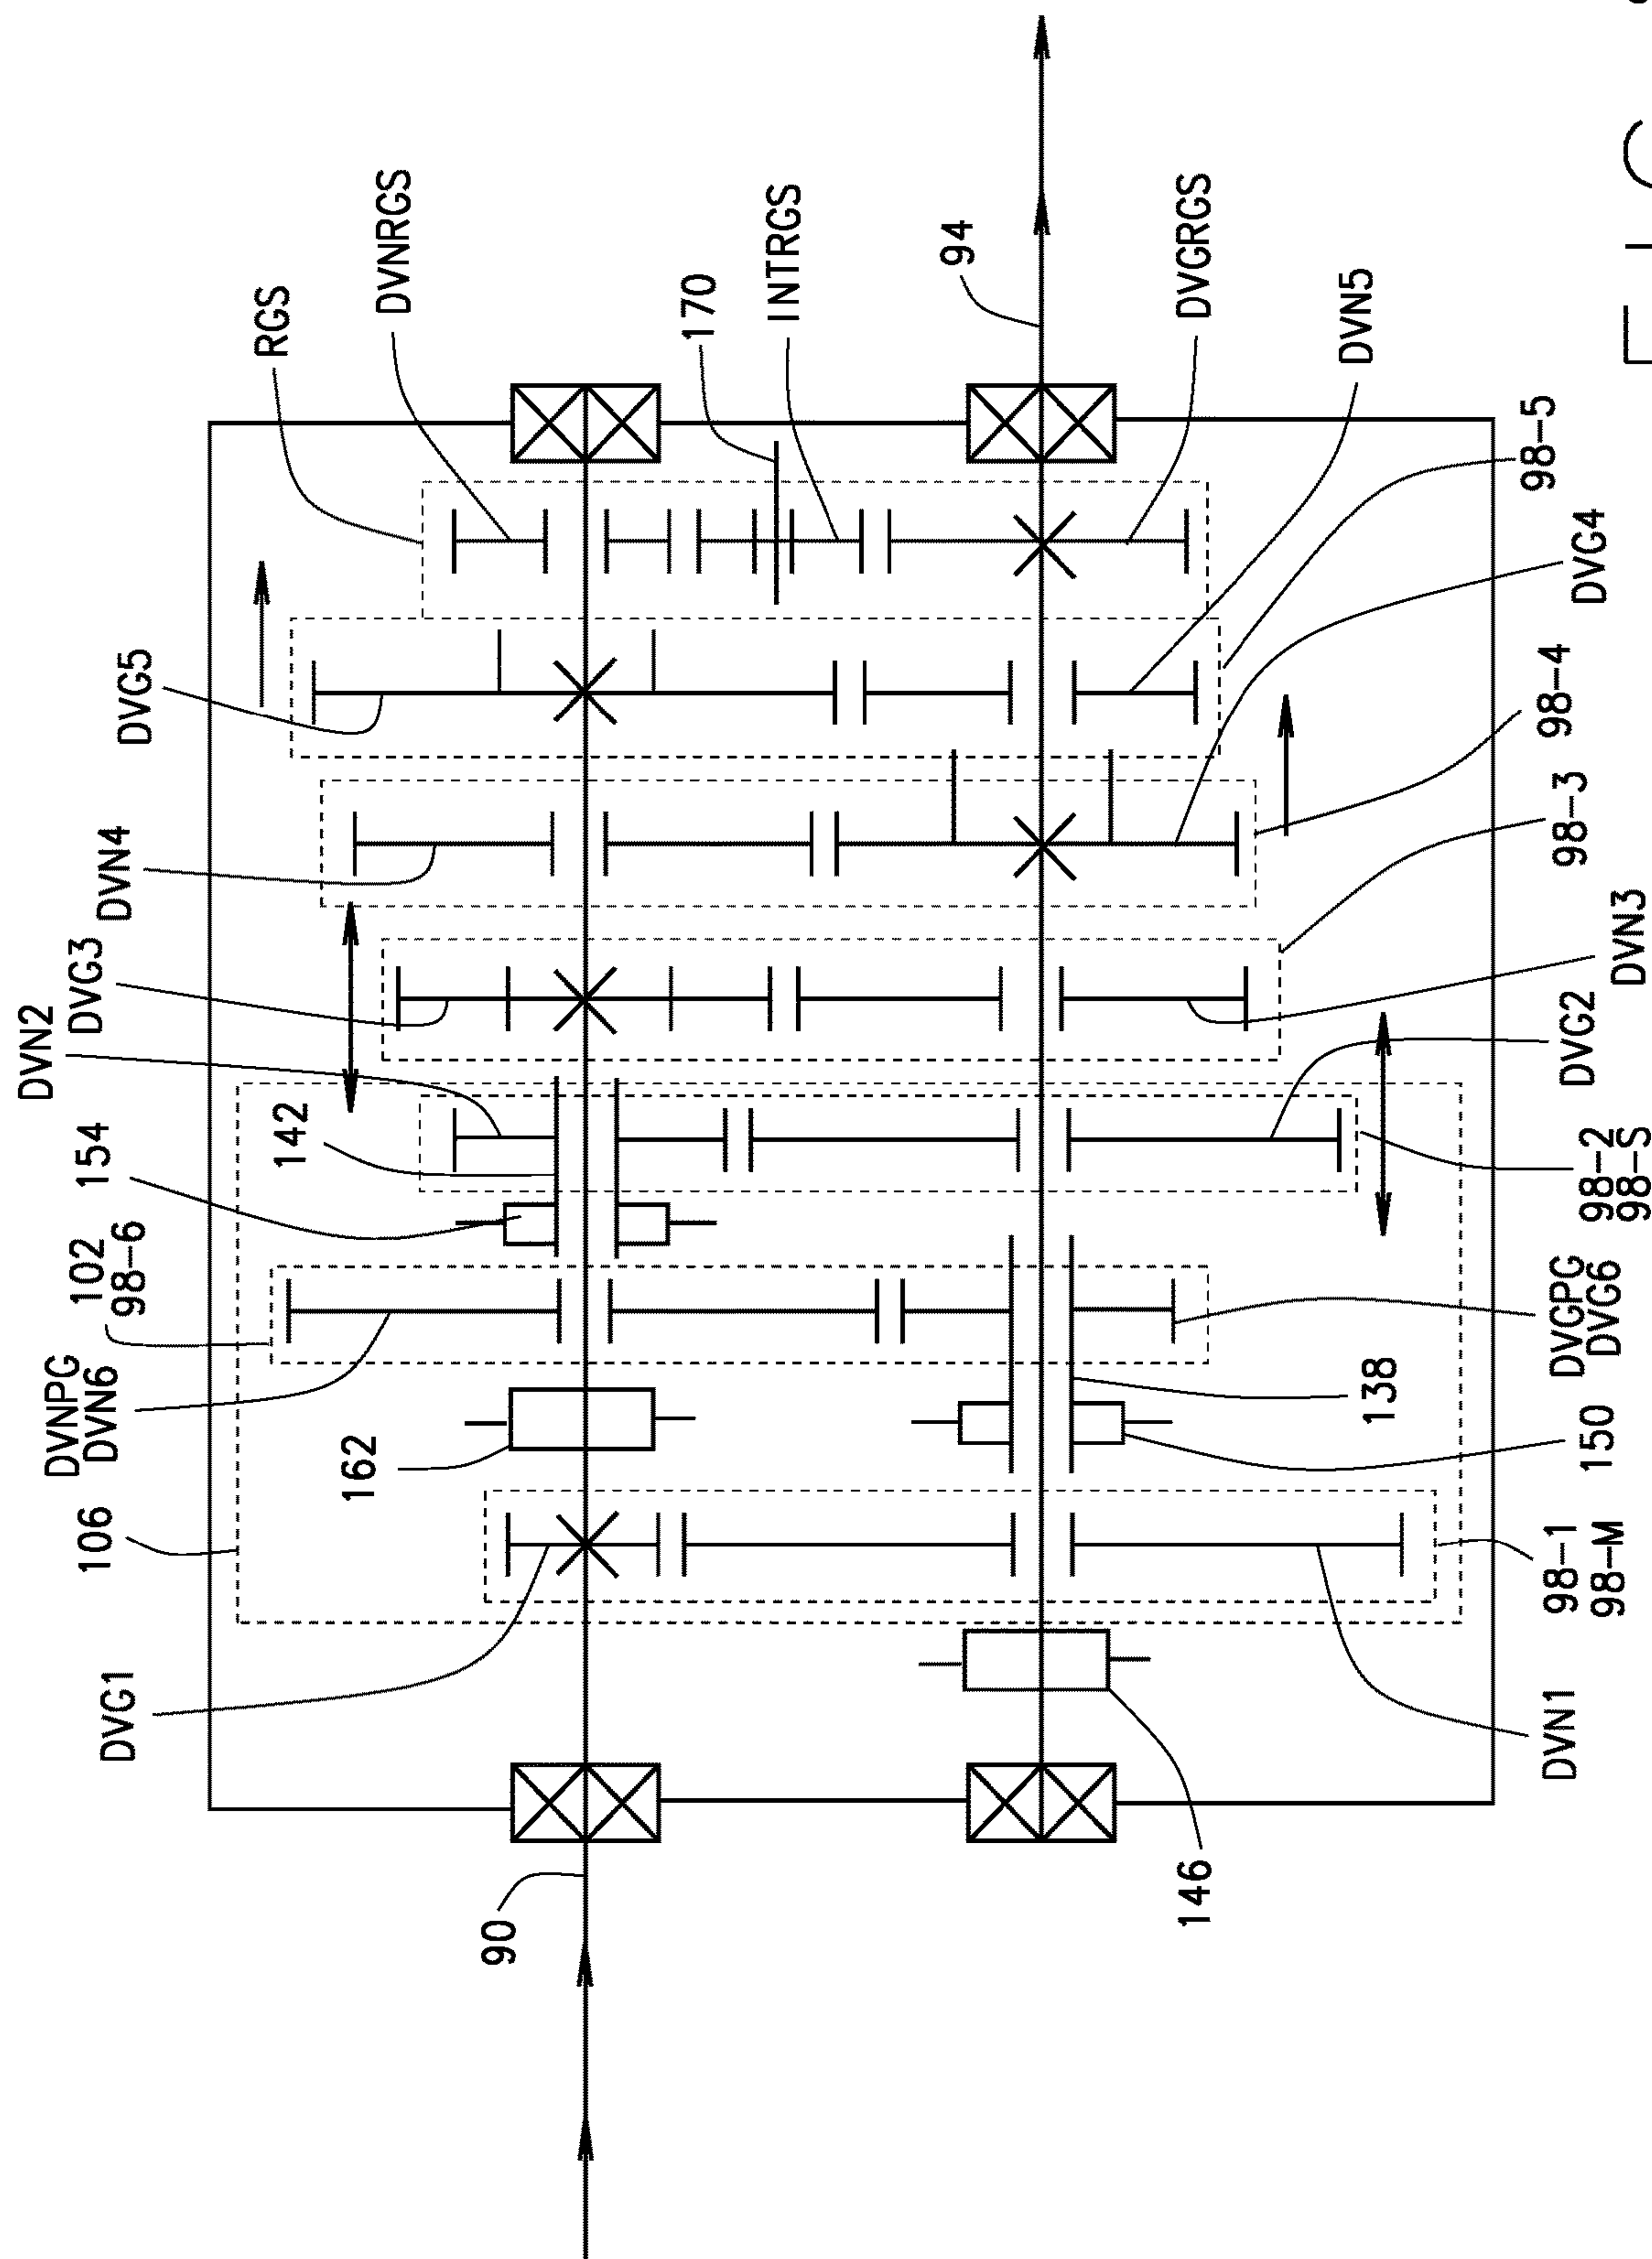 RGS
DVNRGS
170
INTRGS
94
DVGRGS
DVN5
98-5
DVG4
98-4
98-3
DVN3
DVG2
98-2
98-S
DVGPG
DVG6
138
150
98-1
98-M
DVN1
146
DVG5
DVN4
DVG3
DVN2
142
154
102
98-6
DVNPG
DVN6
162
106
DVG1
90